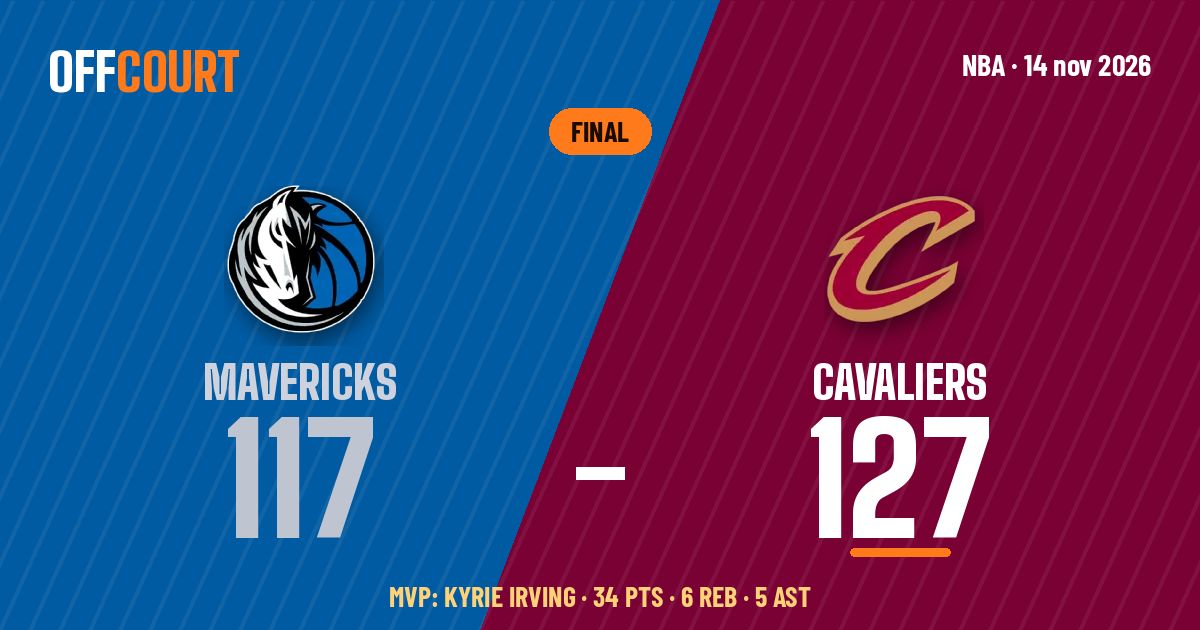 OFFCOURT
NBA · 14 nov 2026
FINAL
MAVERICKS
CAVALIERS
117 – 127
MVP: KYRIE IRVING · 34 PTS · 6 REB · 5 AST